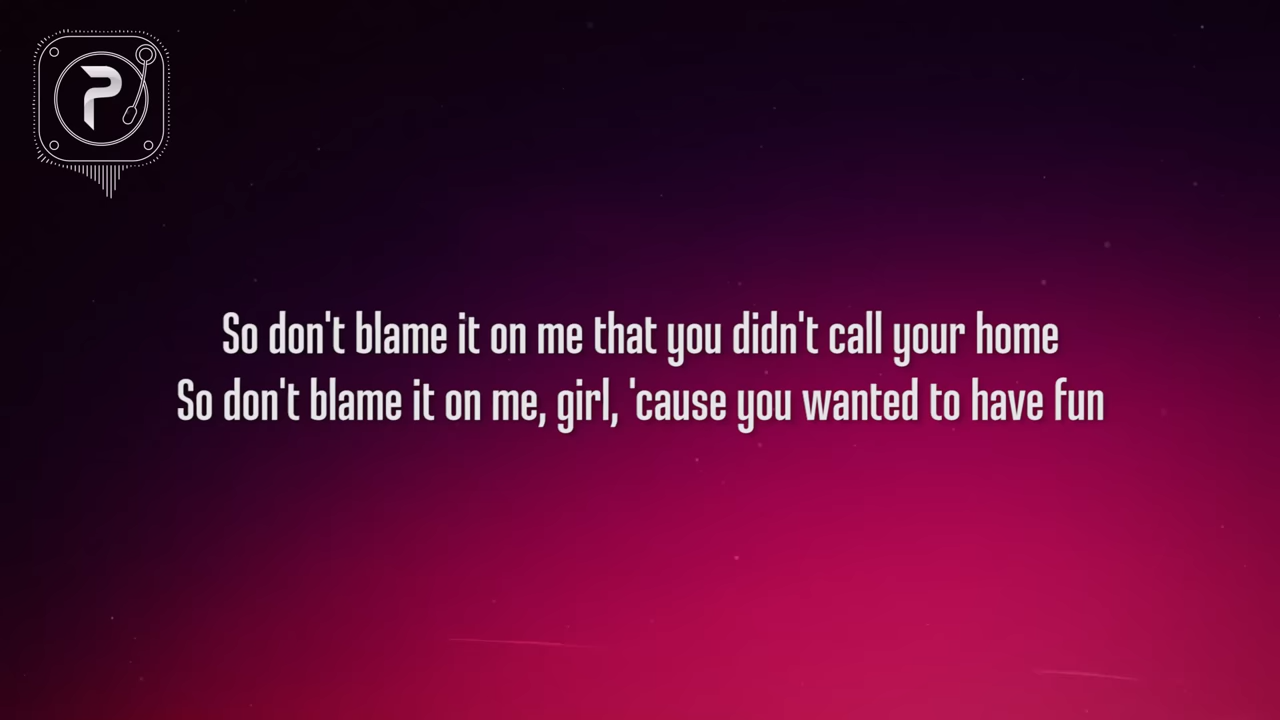 P
So don't blame it on me that you didn't call your home
So don't blame it on me, girl, 'cause you wanted to have fun